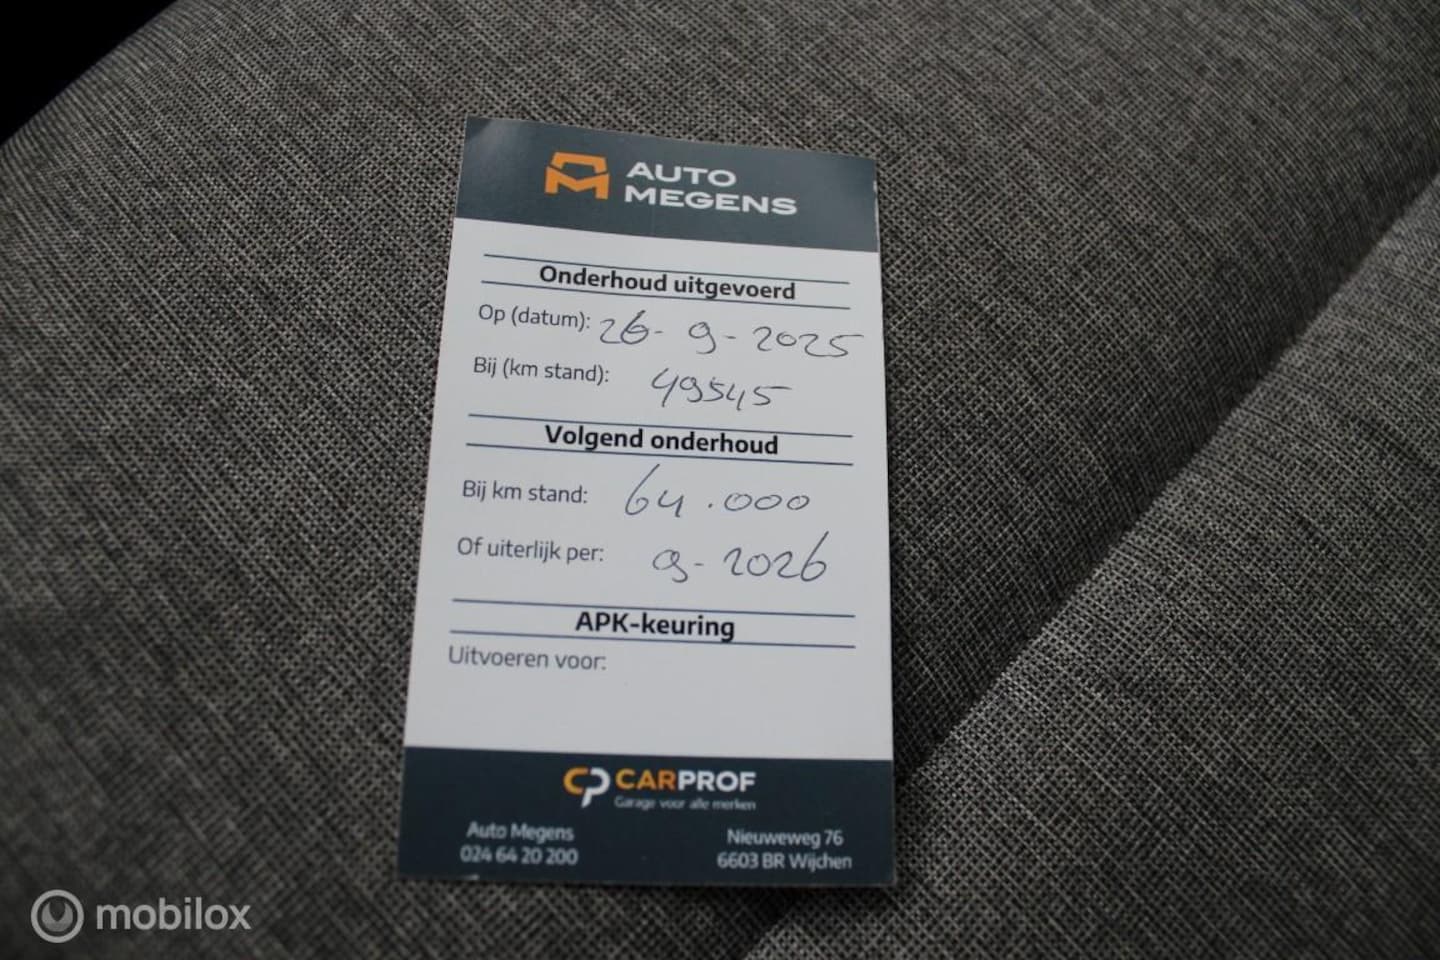 AUTO
MEGENS
Onderhoud uitgevoerd
Op (datum): 26-9-2025
Bij (km stand): 49545
Volgend onderhoud
Bij km stand: 64.000
Of uiterlijk per: 9-2026
APK-keuring
Uitvoeren voor:
CP CARPROF
Garage voor alle merken
Auto Megens
024 64 20 200
Nieuweweg 76
6603 BR Wijchen
mobilox